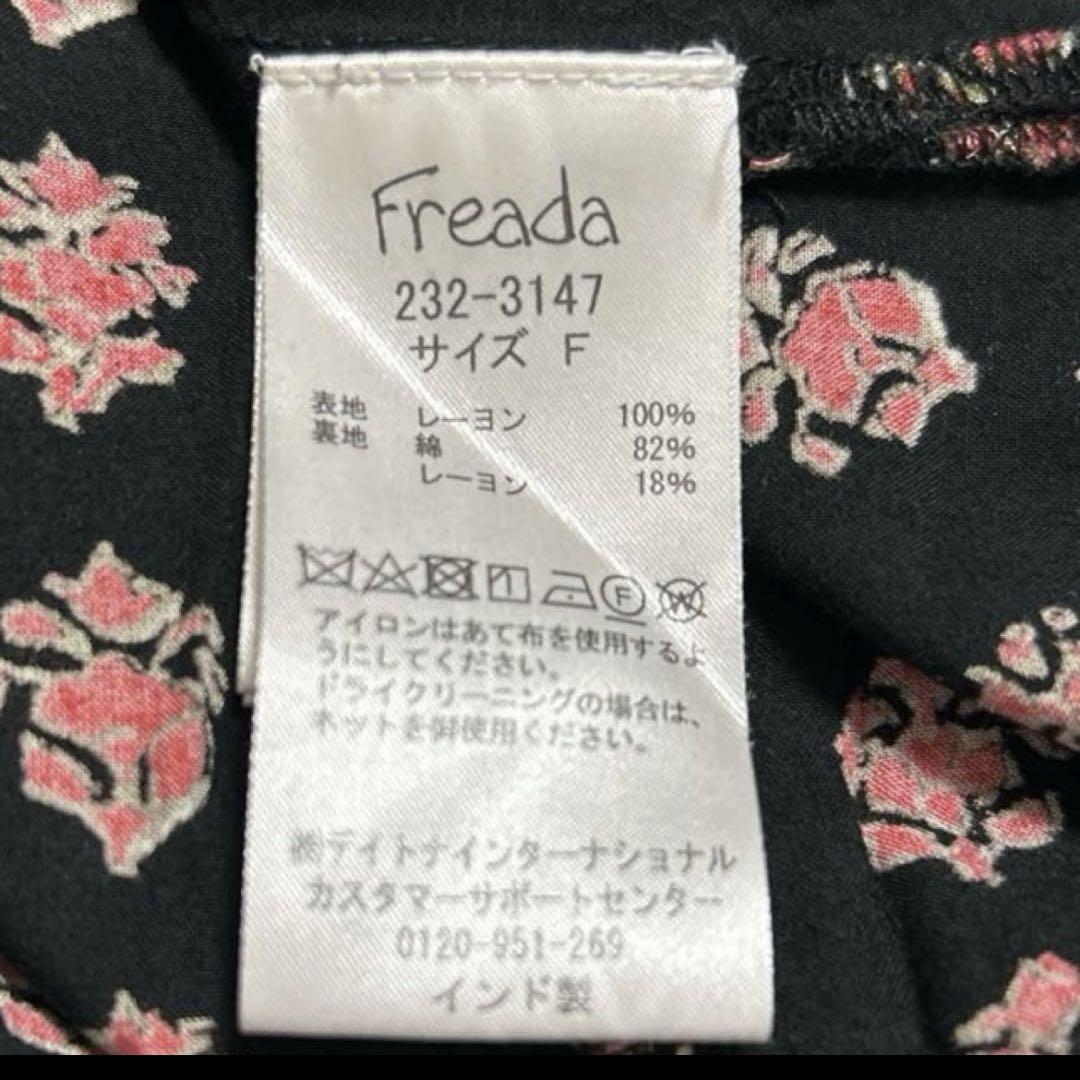 Freada
232-3147
サイズ F
表地 レーヨン 100%
裏地 綿 82%
レーヨン 18%
F W
アイロンはあて布を使用するよ
うにしてください。
ドライクリーニングの場合は、
ネットを御使用ください。
㈱デイトナインターナショナル
カスタマーサポートセンター
0120-951-269
インド製